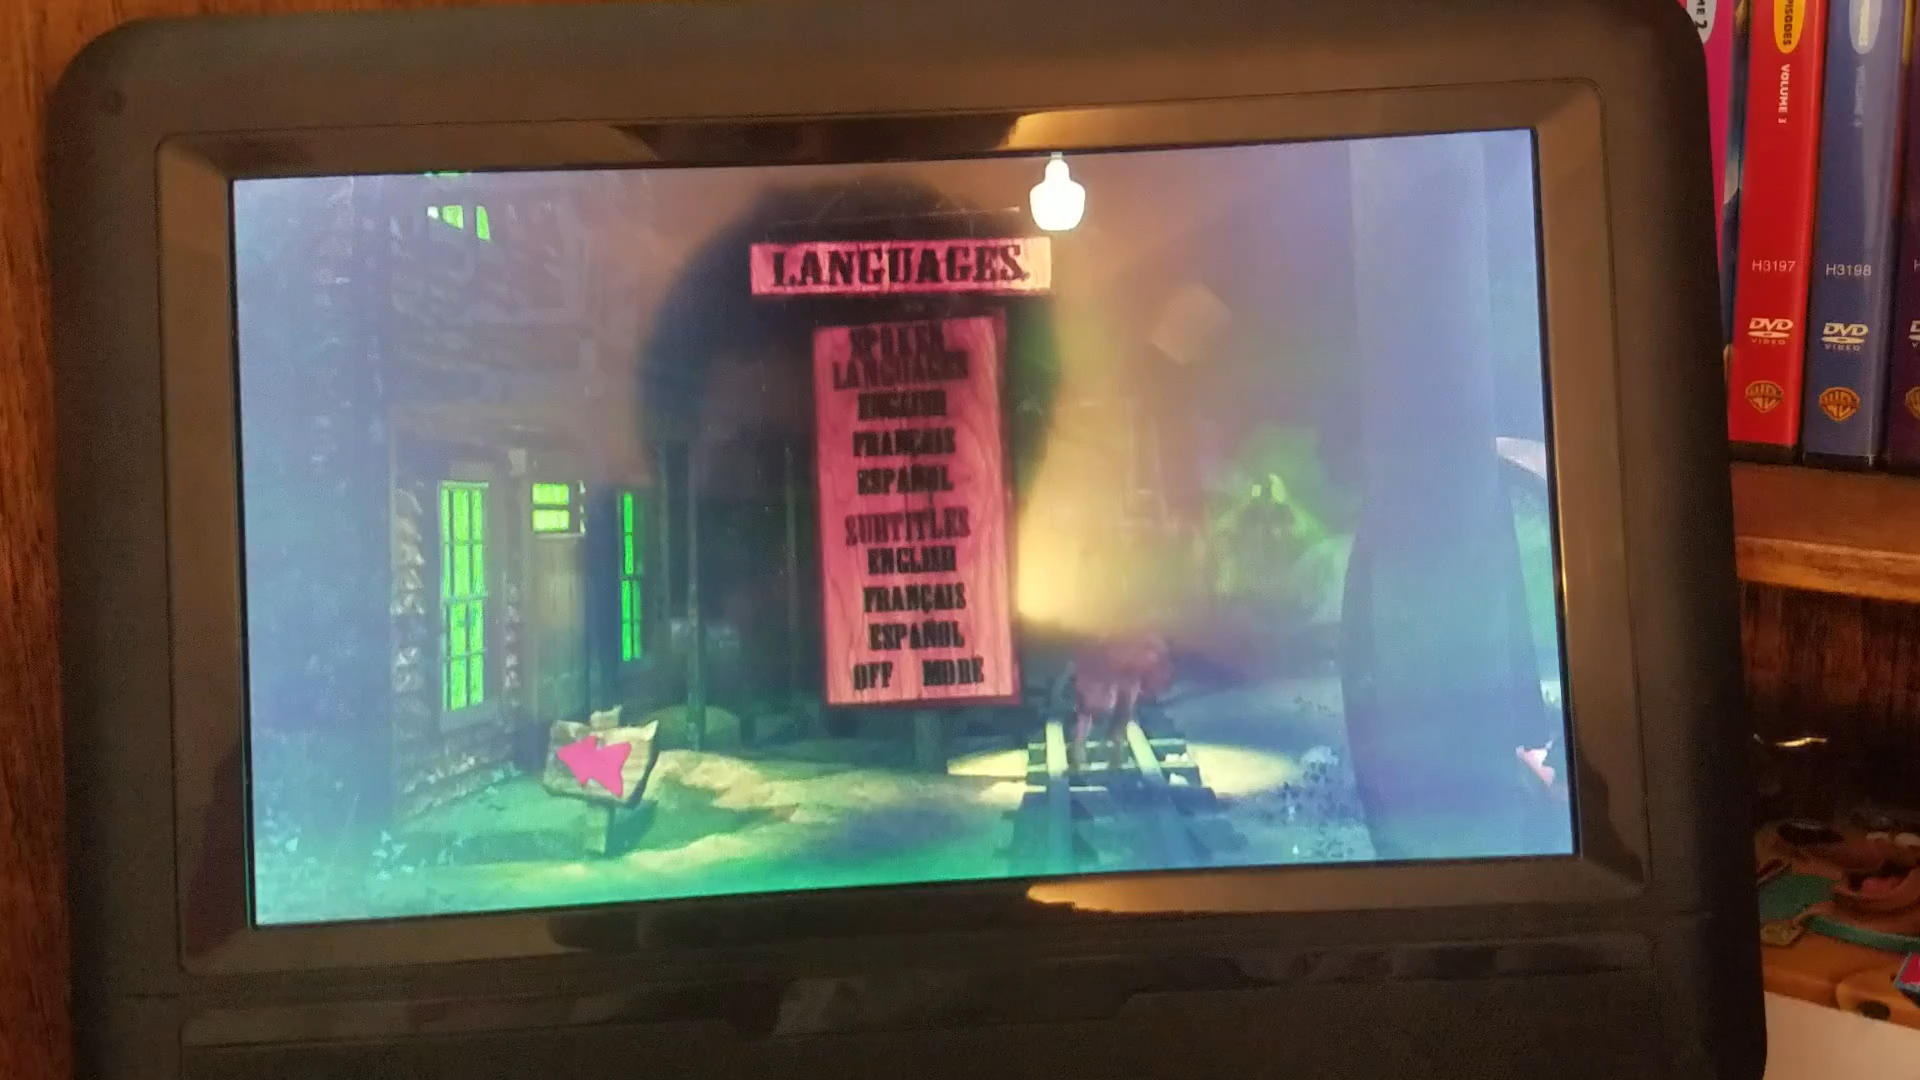 LANGUAGES
SPOKEN
LANGUAGES
ENGLISH
FRANÇAIS
ESPAÑOL
SUBTITLES
ENGLISH
FRANÇAIS
ESPAÑOL
OFF MORE
VOLUME 3
H3197
DVD
VIDEO
H3198
DVD
VIDEO